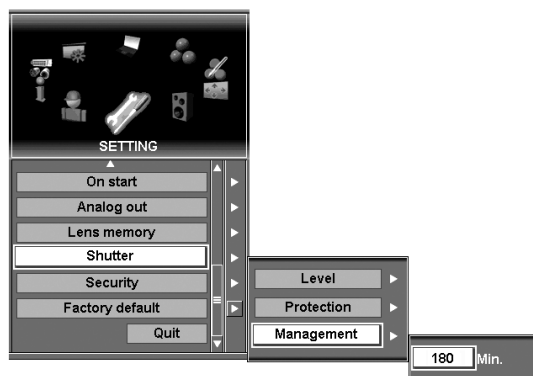 SETTING
On start
Analog out
Lens memory
Shutter
Security
Factory default
Quit
Level
Protection
Management
180 Min.